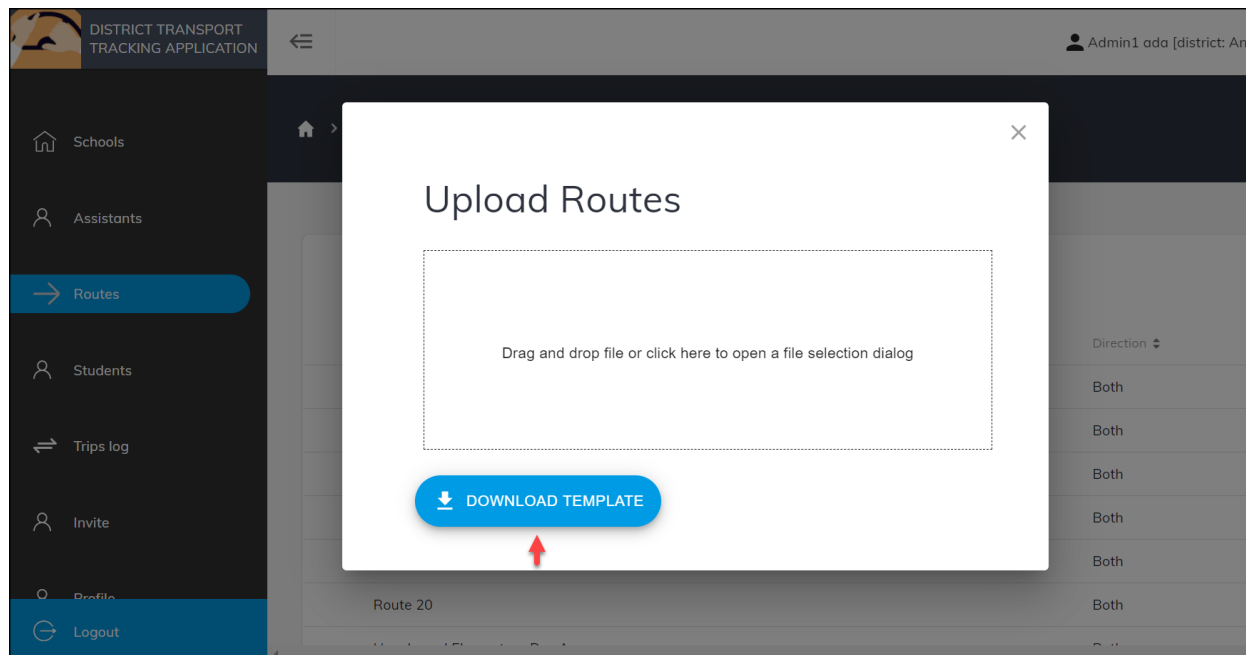 DISTRICT TRANSPORT
TRACKING APPLICATION
Admin1 ada [district: An
Schools
Assistants
Routes
Students
Trips log
Invite
Profile
Logout
Upload Routes
Drag and drop file or click here to open a file selection dialog
DOWNLOAD TEMPLATE
Direction
Both
Both
Both
Both
Both
Route 20
Both